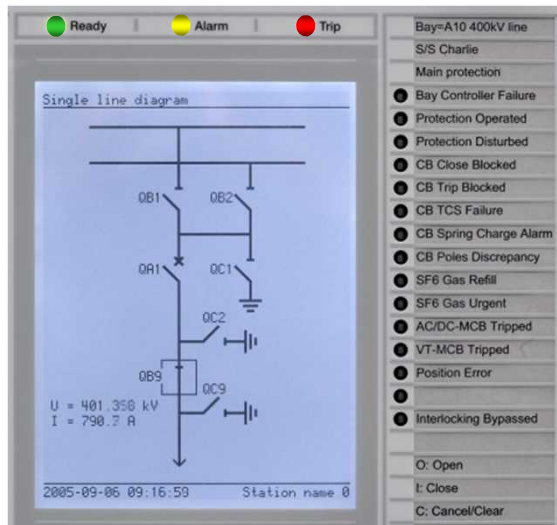 Ready
Alarm
Trip
Single line diagram
QB1
QB2
QA1
QC1
QC2
QB9
QC9
U = 401.358 kV
I = 790.7 A
2005-09-06 09:16:59
Station name 0
Bay=A10 400kV line
S/S Charlie
Main protection
Bay Controller Failure
Protection Operated
Protection Disturbed
CB Close Blocked
CB Trip Blocked
CB TCS Failure
CB Spring Charge Alarm
CB Poles Discrepancy
SF6 Gas Refill
SF6 Gas Urgent
AC/DC-MCB Tripped
VT-MCB Tripped
Position Error
Interlocking Bypassed
O: Open
I: Close
C: Cancel/Clear